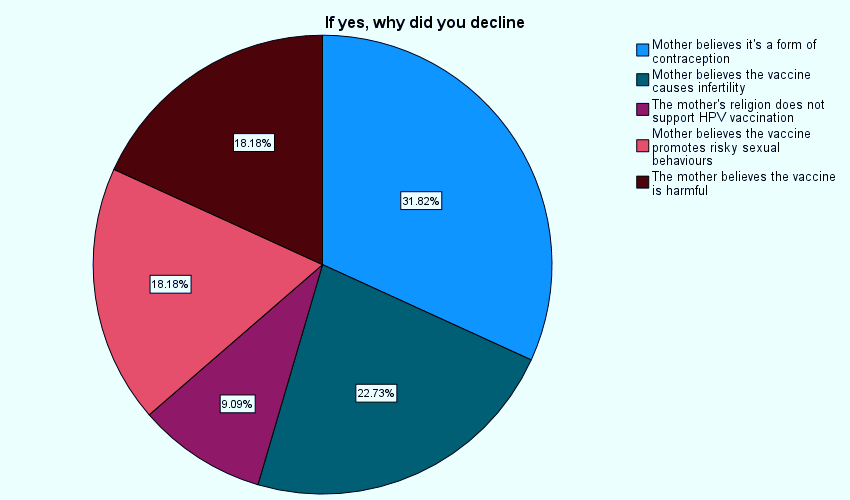 If yes, why did you decline
Mother believes it's a form of
contraception
Mother believes the vaccine
causes infertility
The mother's religion does not
support HPV vaccination
Mother believes the vaccine
promotes risky sexual
behaviours
The mother believes the vaccine
is harmful
18.18%
31.82%
18.18%
22.73%
9.09%